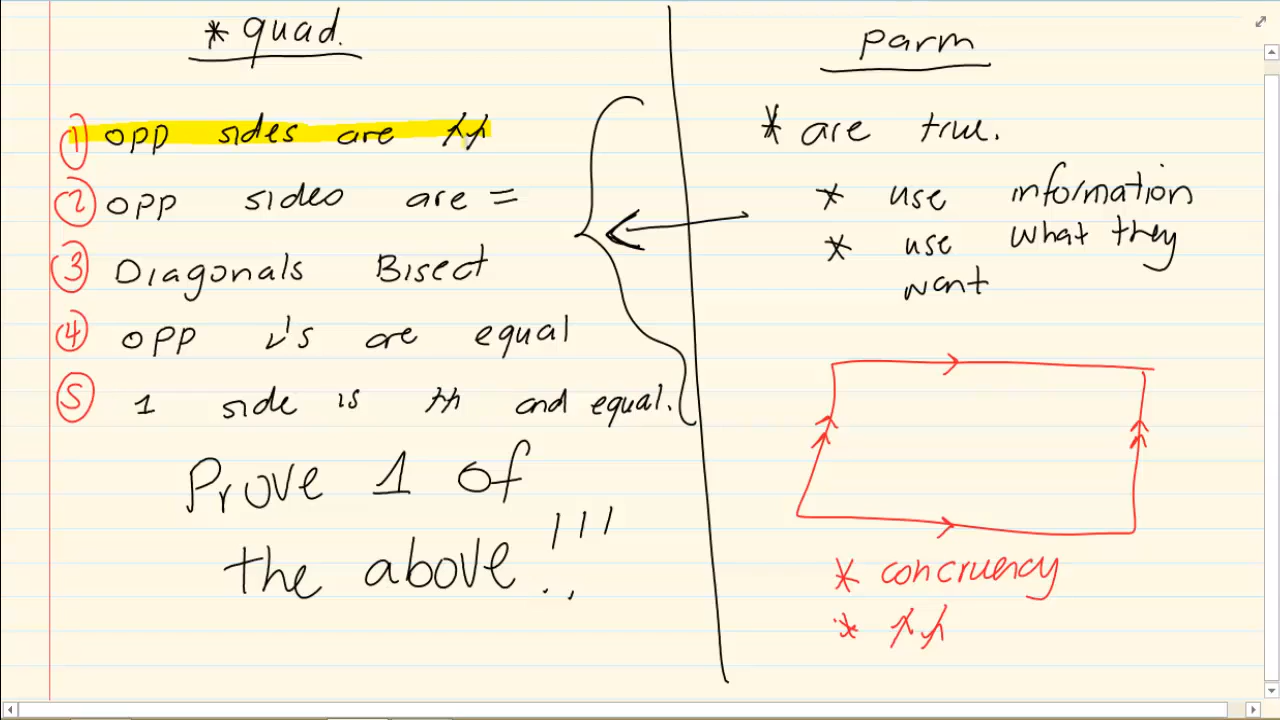 * quad.
① opp sides are //
② opp sides are =
③ Diagonals Bisect
④ opp ∠'s are equal
⑤ 1 side is // and equal.
Prove 1 of
the above!!!
parm
* are true.
* use information
* use what they
want
* concruency
* //